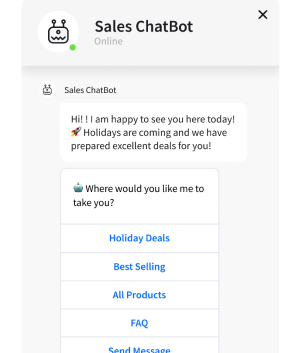 Sales ChatBot
Online
Sales ChatBot
Hi! ! I am happy to see you here today!
🚀 Holidays are coming and we have
prepared excellent deals for you!
🤖 Where would you like me to
take you?
Holiday Deals
Best Selling
All Products
FAQ
Send Message